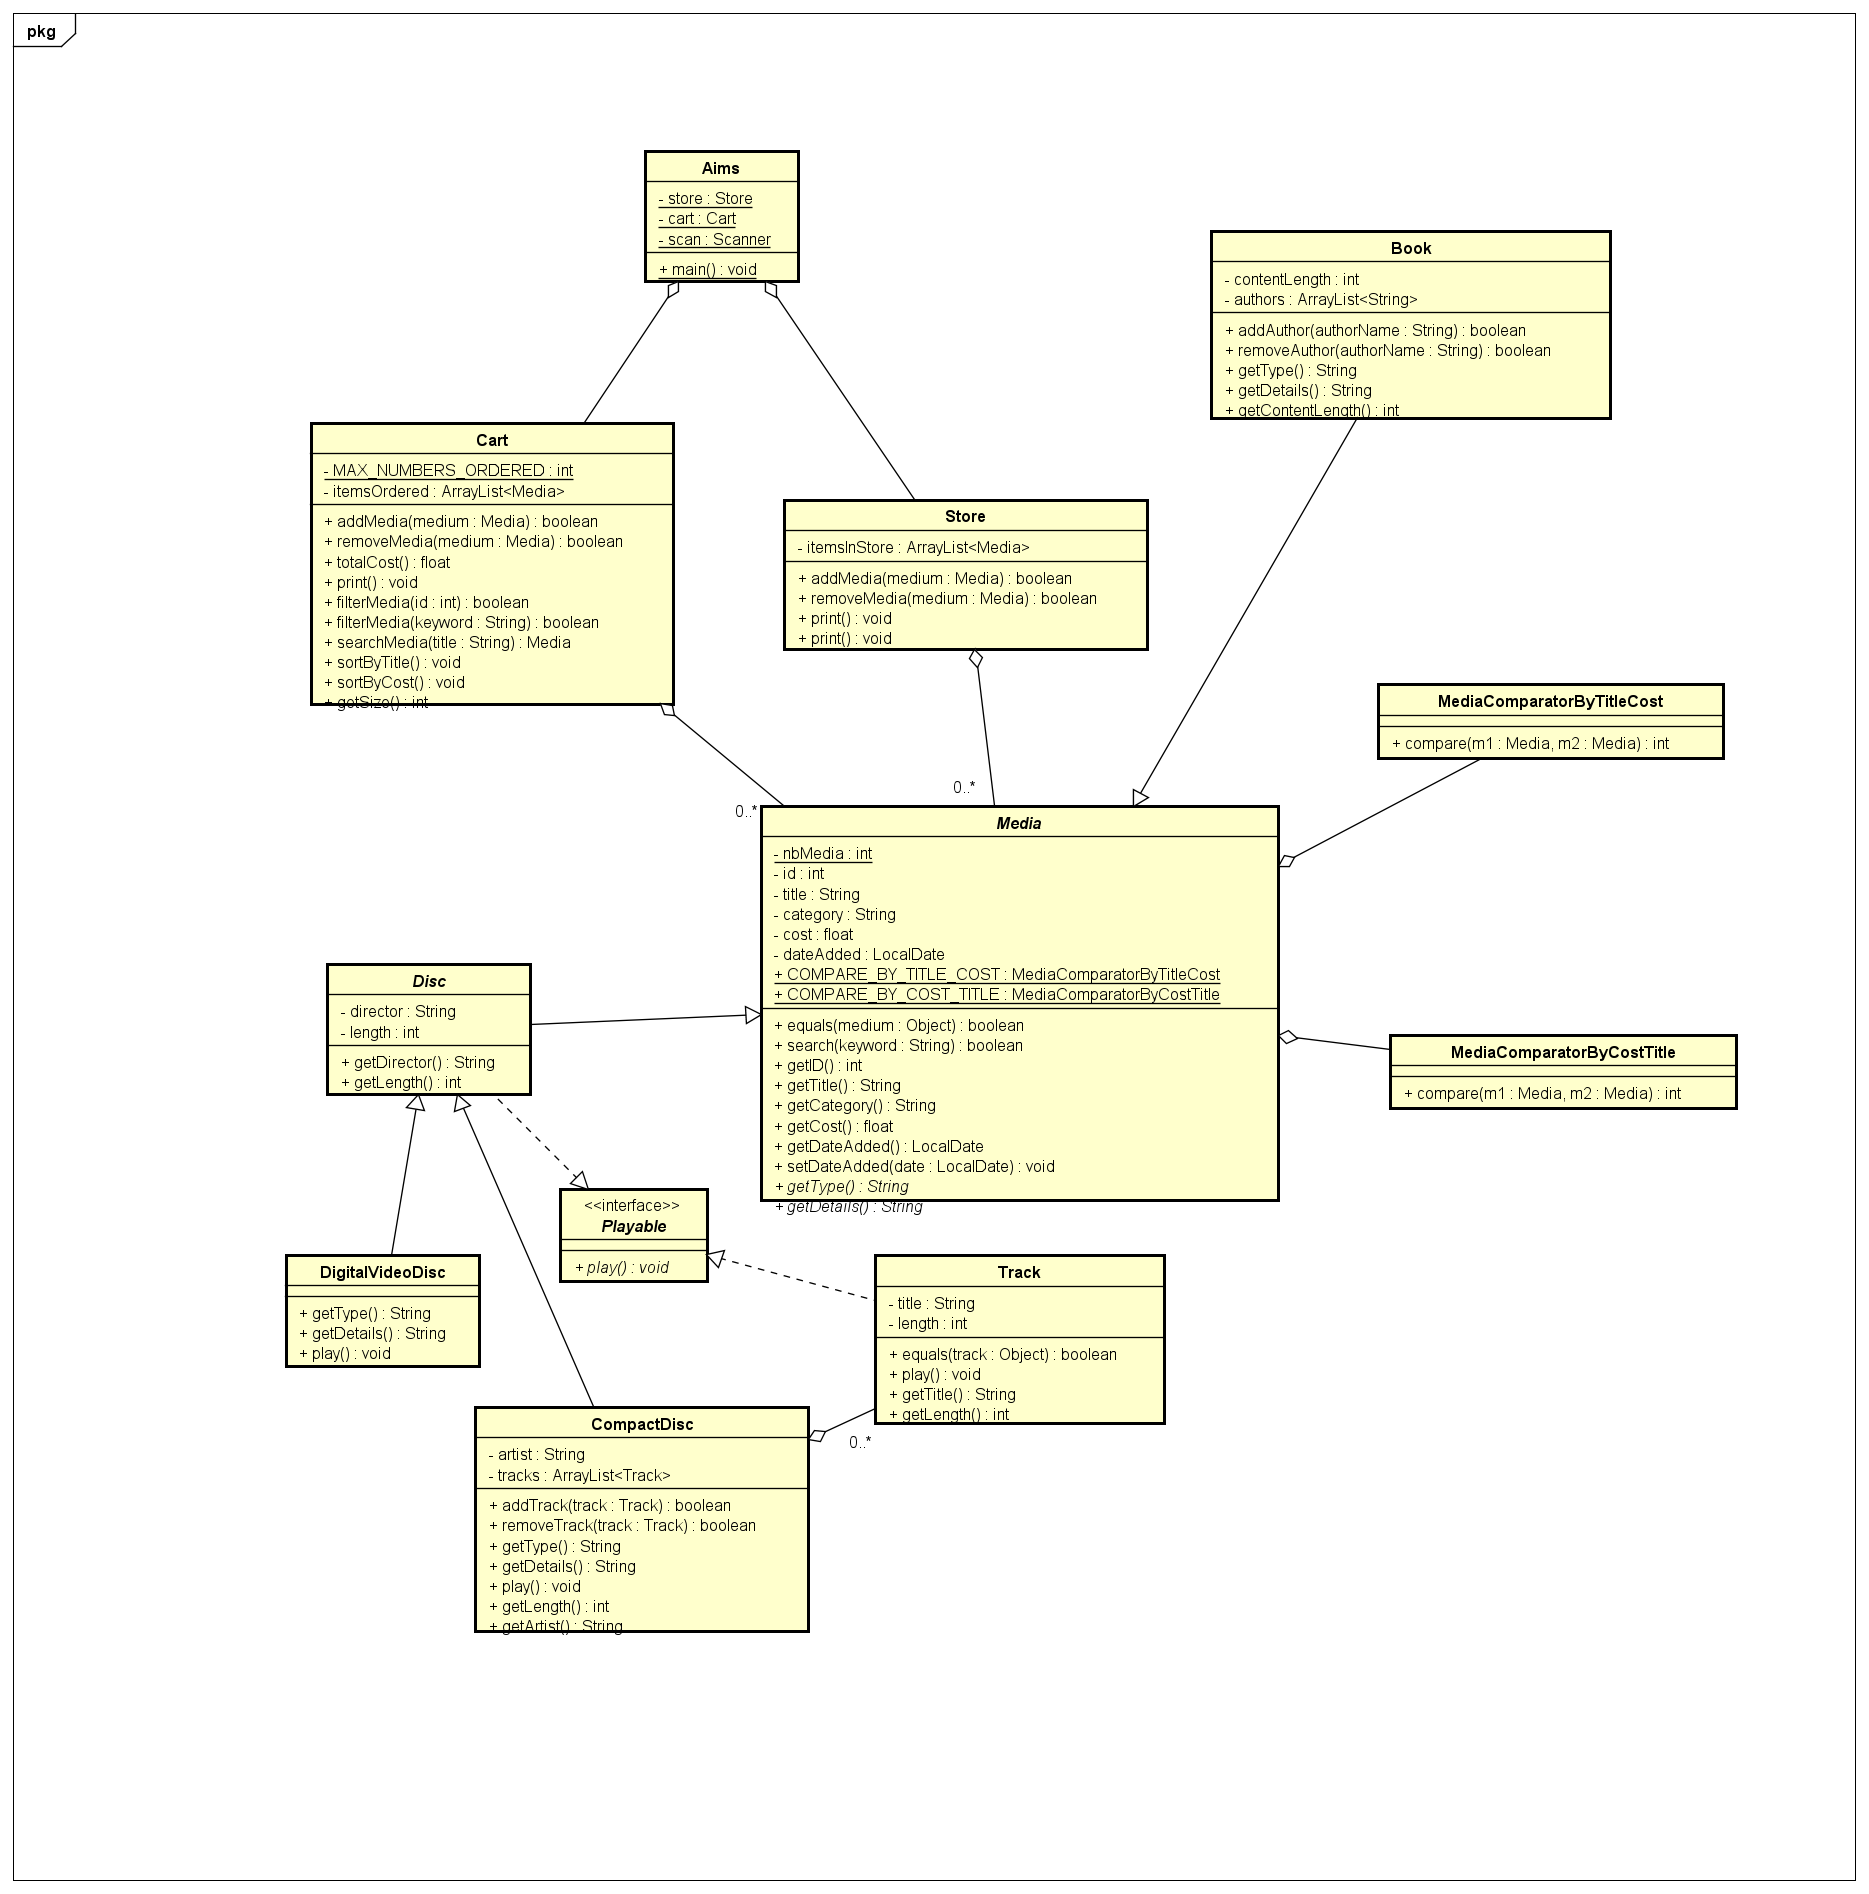 pkg
Aims
- store : Store
- cart : Cart
- scan : Scanner
+ main() : void
Book
- contentLength : int
- authors : ArrayList<String>
+ addAuthor(authorName : String) : boolean
+ removeAuthor(authorName : String) : boolean
+ getType() : String
+ getDetails() : String
+ getContentLength() : int
Cart
- MAX_NUMBERS_ORDERED : int
- itemsOrdered : ArrayList<Media>
+ addMedia(medium : Media) : boolean
+ removeMedia(medium : Media) : boolean
+ totalCost() : float
+ print() : void
+ filterMedia(id : int) : boolean
+ filterMedia(keyword : String) : boolean
+ searchMedia(title : String) : Media
+ sortByTitle() : void
+ sortByCost() : void
+ getSize() : int
Store
- itemsInStore : ArrayList<Media>
+ addMedia(medium : Media) : boolean
+ removeMedia(medium : Media) : boolean
+ print() : void
+ print() : void
MediaComparatorByTitleCost
+ compare(m1 : Media, m2 : Media) : int
0..*
0..*
Media
- nbMedia : int
- id : int
- title : String
- category : String
- cost : float
- dateAdded : LocalDate
+ COMPARE_BY_TITLE_COST : MediaComparatorByTitleCost
+ COMPARE_BY_COST_TITLE : MediaComparatorByCostTitle
+ equals(medium : Object) : boolean
+ search(keyword : String) : boolean
+ getID() : int
+ getTitle() : String
+ getCategory() : String
+ getCost() : float
+ getDateAdded() : LocalDate
+ setDateAdded(date : LocalDate) : void
+ getType() : String
+ getDetails() : String
Disc
- director : String
- length : int
+ getDirector() : String
+ getLength() : int
MediaComparatorByCostTitle
+ compare(m1 : Media, m2 : Media) : int
<<interface>>
Playable
+ play() : void
DigitalVideoDisc
+ getType() : String
+ getDetails() : String
+ play() : void
Track
- title : String
- length : int
+ equals(track : Object) : boolean
+ play() : void
+ getTitle() : String
+ getLength() : int
CompactDisc
- artist : String
- tracks : ArrayList<Track>
+ addTrack(track : Track) : boolean
+ removeTrack(track : Track) : boolean
+ getType() : String
+ getDetails() : String
+ play() : void
+ getLength() : int
+ getArtist() : String
0..*